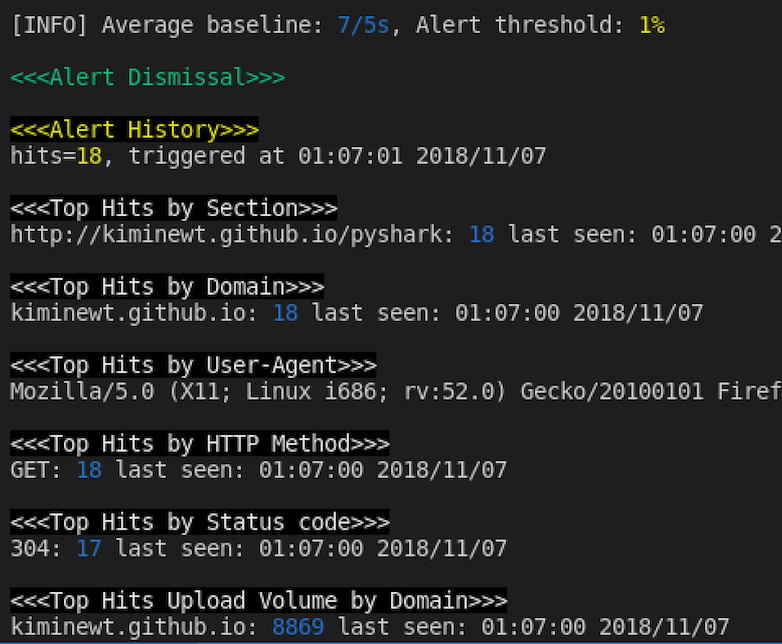 [INFO] Average baseline: 7/5s, Alert threshold: 1%
<<<Alert Dismissal>>>
<<<Alert History>>>
hits=18, triggered at 01:07:01 2018/11/07
<<<Top Hits by Section>>>
http://kiminewt.github.io/pyshark: 18 last seen: 01:07:00 2
<<<Top Hits by Domain>>>
kiminewt.github.io: 18 last seen: 01:07:00 2018/11/07
<<<Top Hits by User-Agent>>>
Mozilla/5.0 (X11; Linux i686; rv:52.0) Gecko/20100101 Firef
<<<Top Hits by HTTP Method>>>
GET: 18 last seen: 01:07:00 2018/11/07
<<<Top Hits by Status code>>>
304: 17 last seen: 01:07:00 2018/11/07
<<<Top Hits Upload Volume by Domain>>>
kiminewt.github.io: 8869 last seen: 01:07:00 2018/11/07